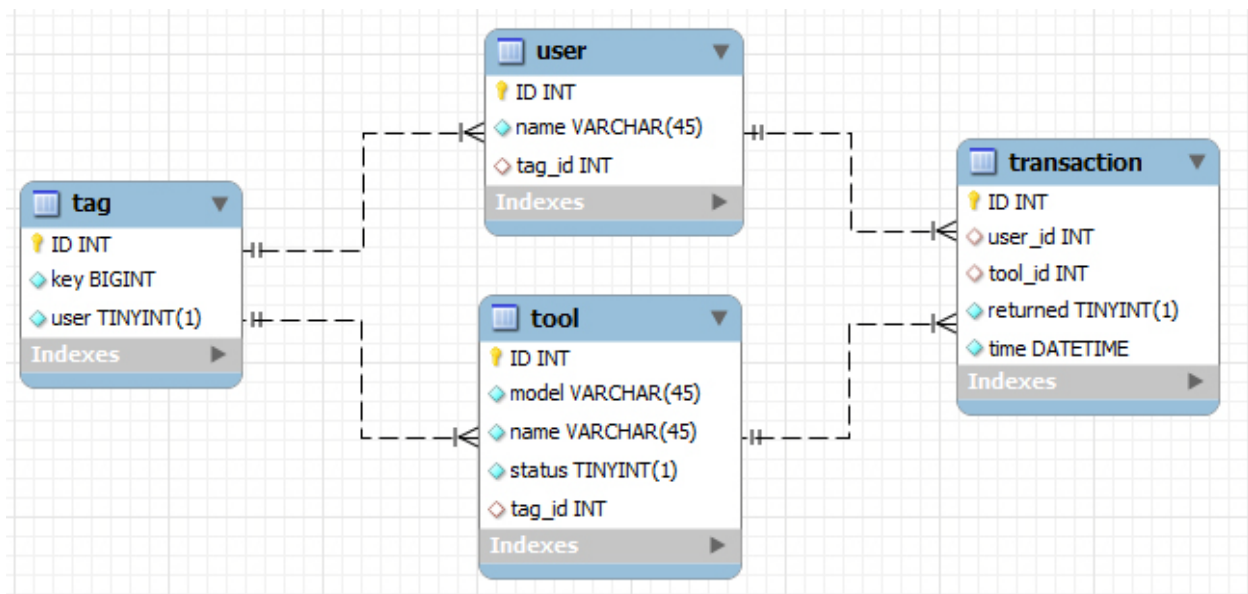 user
ID INT
name VARCHAR(45)
tag_id INT
Indexes
tag
ID INT
key BIGINT
user TINYINT(1)
Indexes
tool
ID INT
model VARCHAR(45)
name VARCHAR(45)
status TINYINT(1)
tag_id INT
Indexes
transaction
ID INT
user_id INT
tool_id INT
returned TINYINT(1)
time DATETIME
Indexes